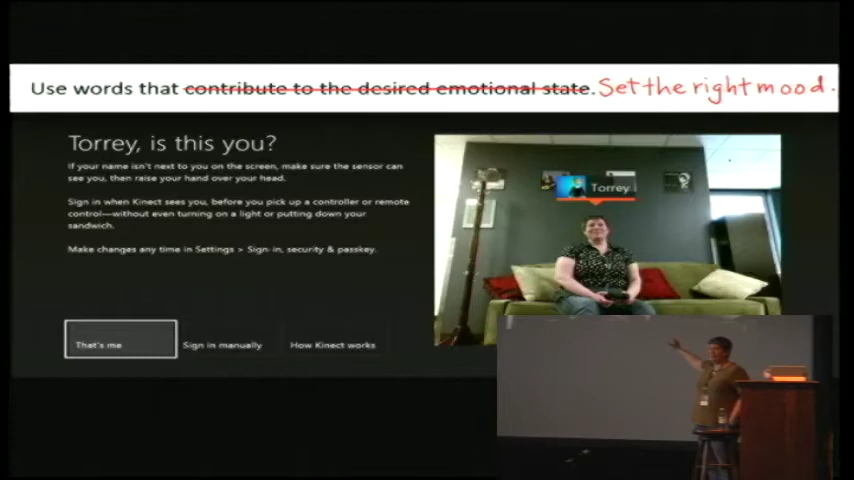 Use words that contribute to the desired emotional state. Set the right mood.
Torrey, is this you?
If your name isn't next to you on the screen, make sure the sensor can
see you, then raise your hand over your head.
Sign in when Kinect sees you, before you pick up a controller or remote
control—without even turning on a light or putting down your
sandwich.
Make changes any time in Settings > Sign-in, security & passkey.
Torrey
That's me
Sign in manually
How Kinect works